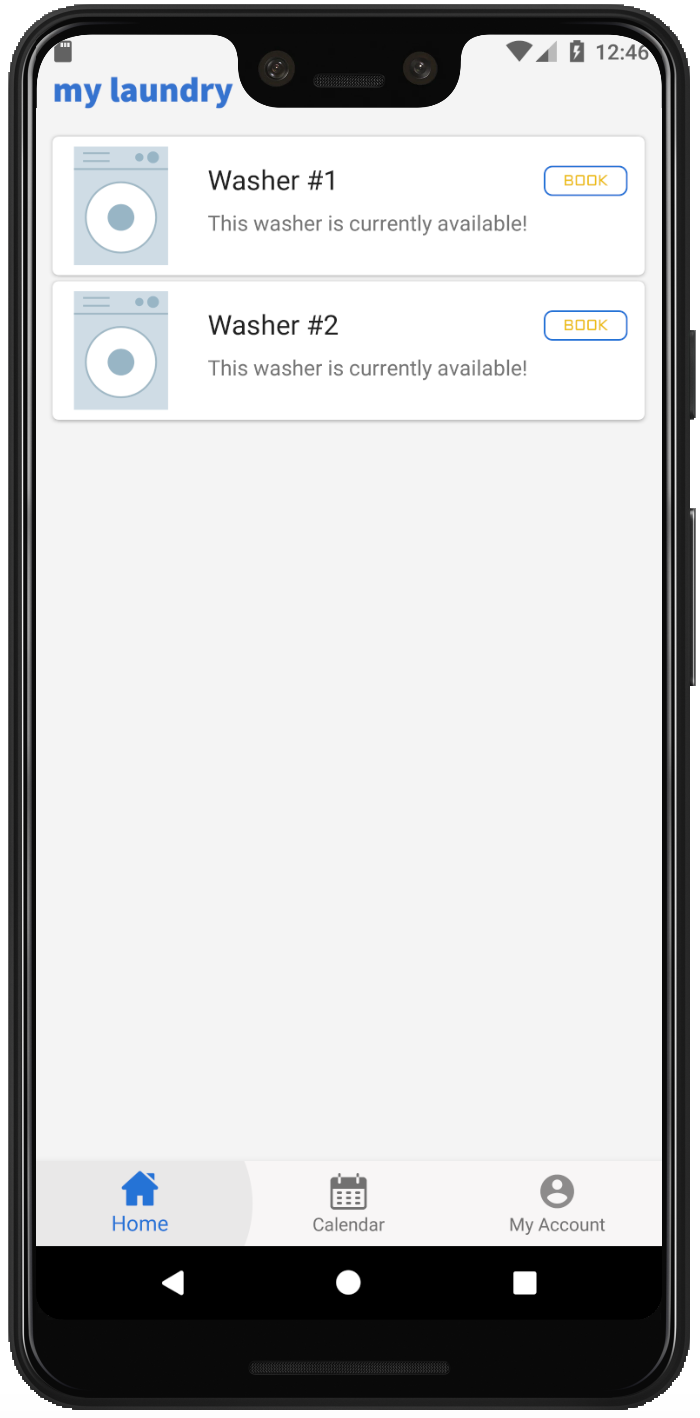 12:46
my laundry
Washer #1
BOOK
This washer is currently available!
Washer #2
BOOK
This washer is currently available!
Home
Calendar
My Account